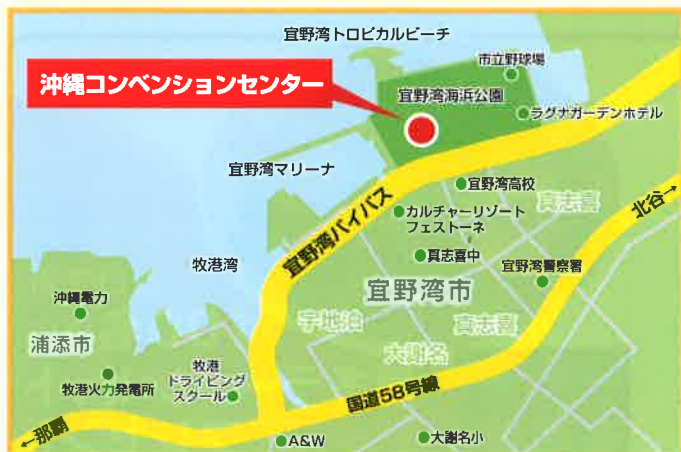 宜野湾トロピカルビーチ
市立野球場
沖縄コンベンションセンター
宜野湾海浜公園
ラグナガーデンホテル
宜野湾マリーナ
宜野湾高校
真志喜
北谷→
カルチャーリゾート
フェストーネ
宜野湾バイパス
真志喜中
牧港湾
宜野湾警察署
宜野湾市
沖縄電力
宇地泊
真志喜
浦添市
大謝名
牧港
ドライビング
スクール
牧港火力発電所
国道58号線
←那覇
A&W
大謝名小